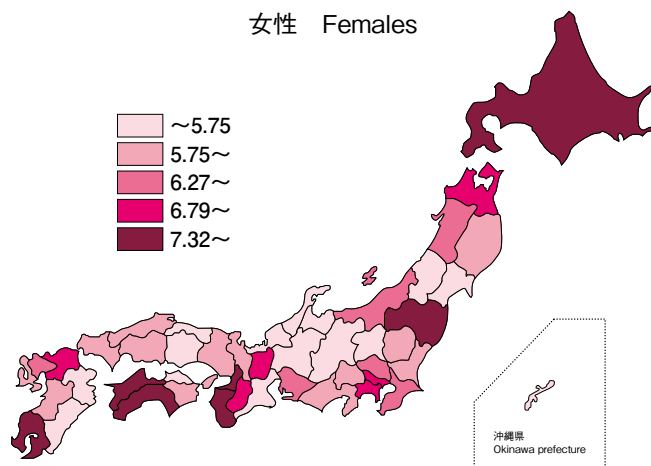 女性 Females
～5.75
5.75～
6.27～
6.79～
7.32～
沖縄県
Okinawa prefecture